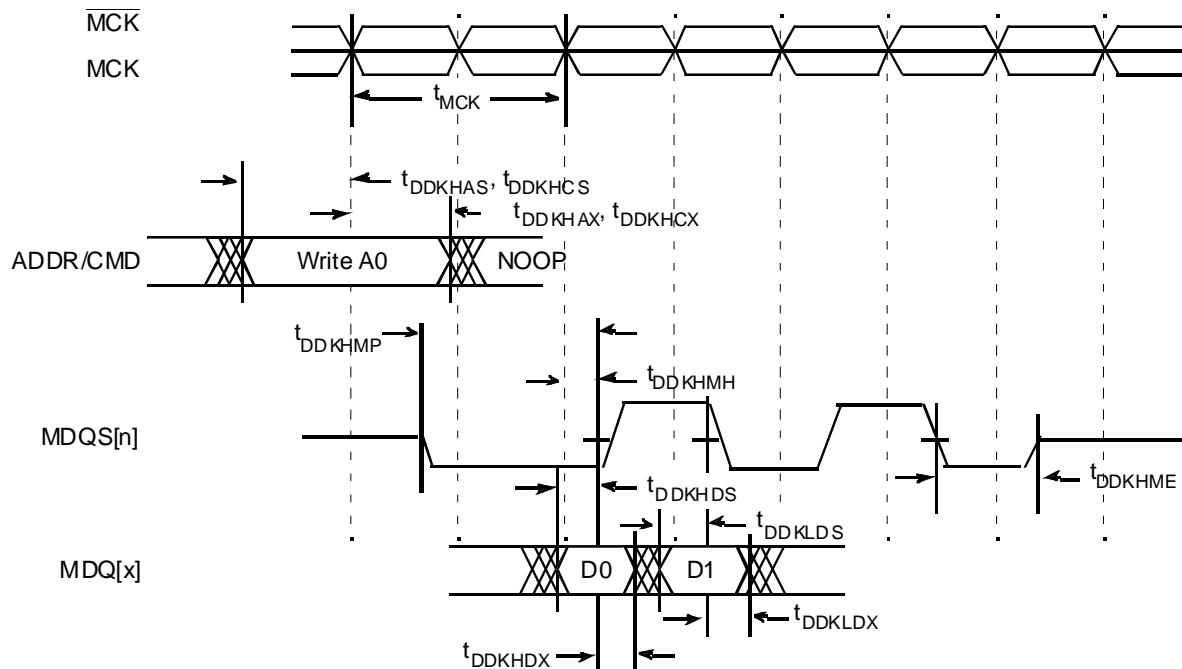 MCK
MCK
tMCK
tDDKHAS, tDDKHCS
tDDKHAX, tDDKHCX
ADDR/CMD
Write A0
NOOP
tDDKHMP
tDDKHMH
MDQS[n]
tDDKHDS
tDDKHME
tDDKLDS
MDQ[x]
D0
D1
tDDKLDX
tDDKHDX